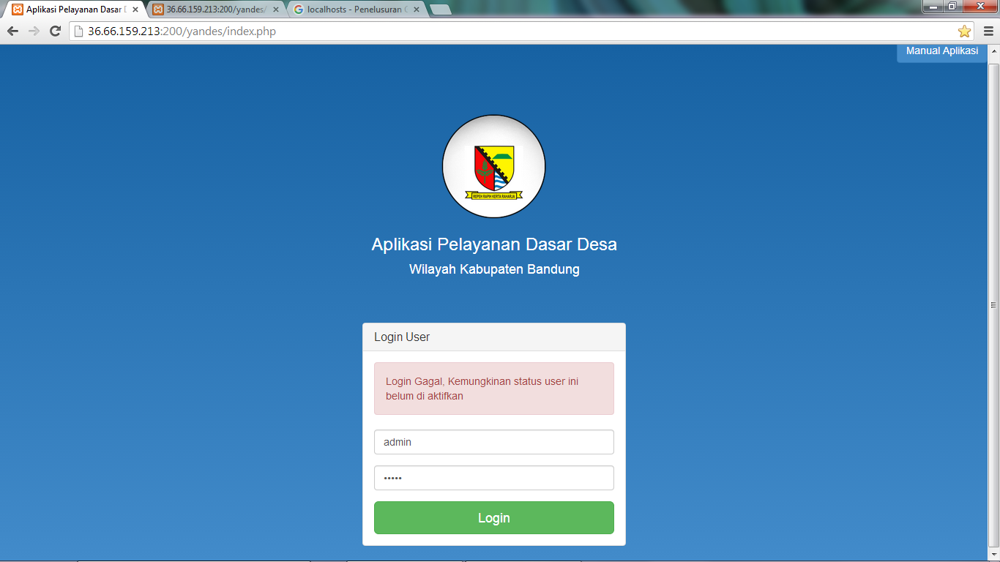 Aplikasi Pelayanan Dasar D
36.66.159.213:200/yandes/
localhosts - Penelusuran G
36.66.159.213:200/yandes/index.php
Manual Aplikasi
REPEH RAPIH KERTA RAHARJA
Aplikasi Pelayanan Dasar Desa
Wilayah Kabupaten Bandung
Login User
Login Gagal, Kemungkinan status user ini
belum di aktifkan
admin
•••••
Login